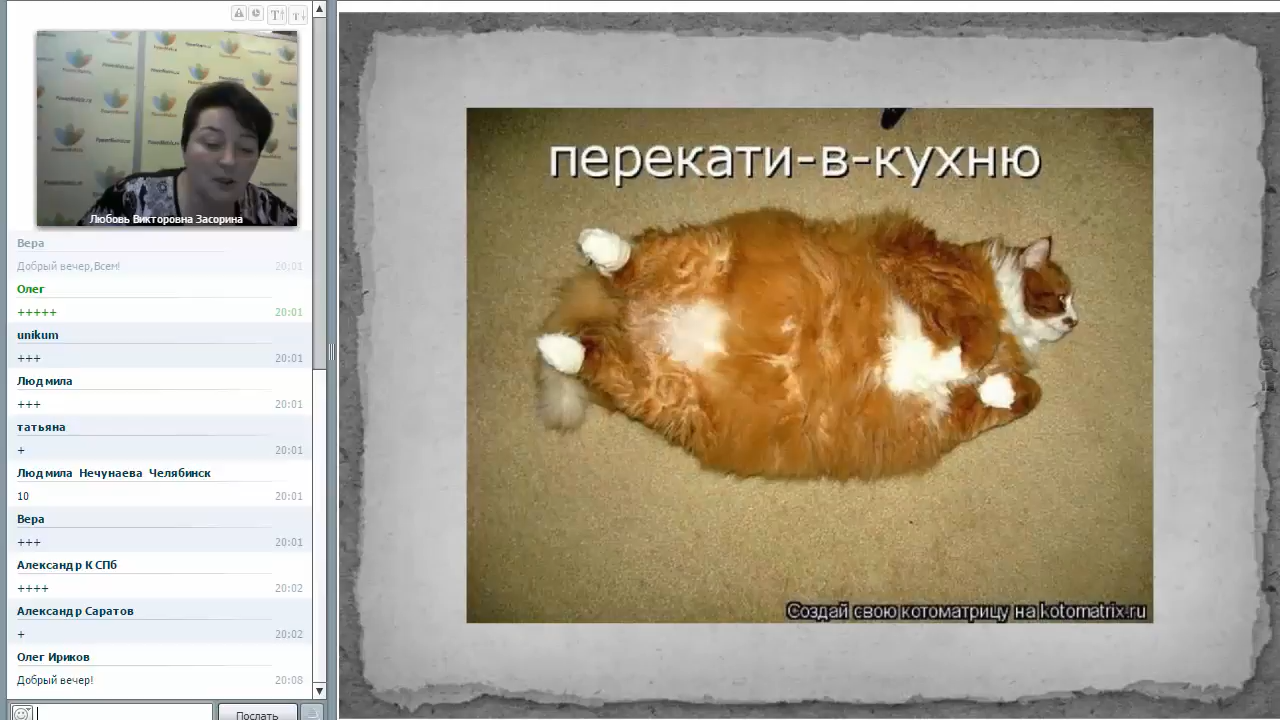 Любовь Викторовна Засорина
Вера
Добрый вечер,Всем!
20:01
Олег
+++++
20:01
unikum
+++
20:01
Людмила
+++
20:01
татьяна
+
20:01
Людмила Нечунаева Челябинск
10
20:01
Вера
+++
20:01
Александр К СПб
++++
20:02
Александр Саратов
+
20:02
Олег Ириков
Добрый вечер!
20:08
Послать
перекати-в-кухню
Создай свою котоматрицу на kotomatrix.ru